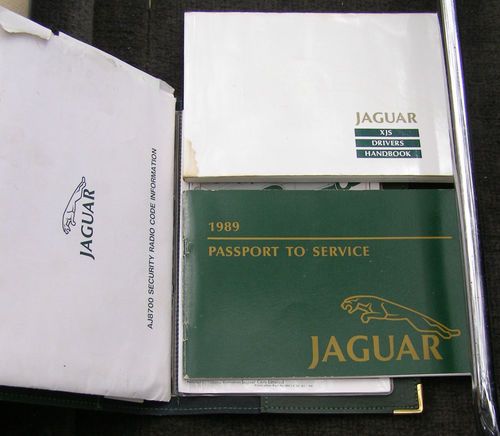 JAGUAR
AJ8700 SECURITY RADIO CODE INFORMATION
JAGUAR
XJS
DRIVERS
HANDBOOK
1989
PASSPORT TO SERVICE
JAGUAR